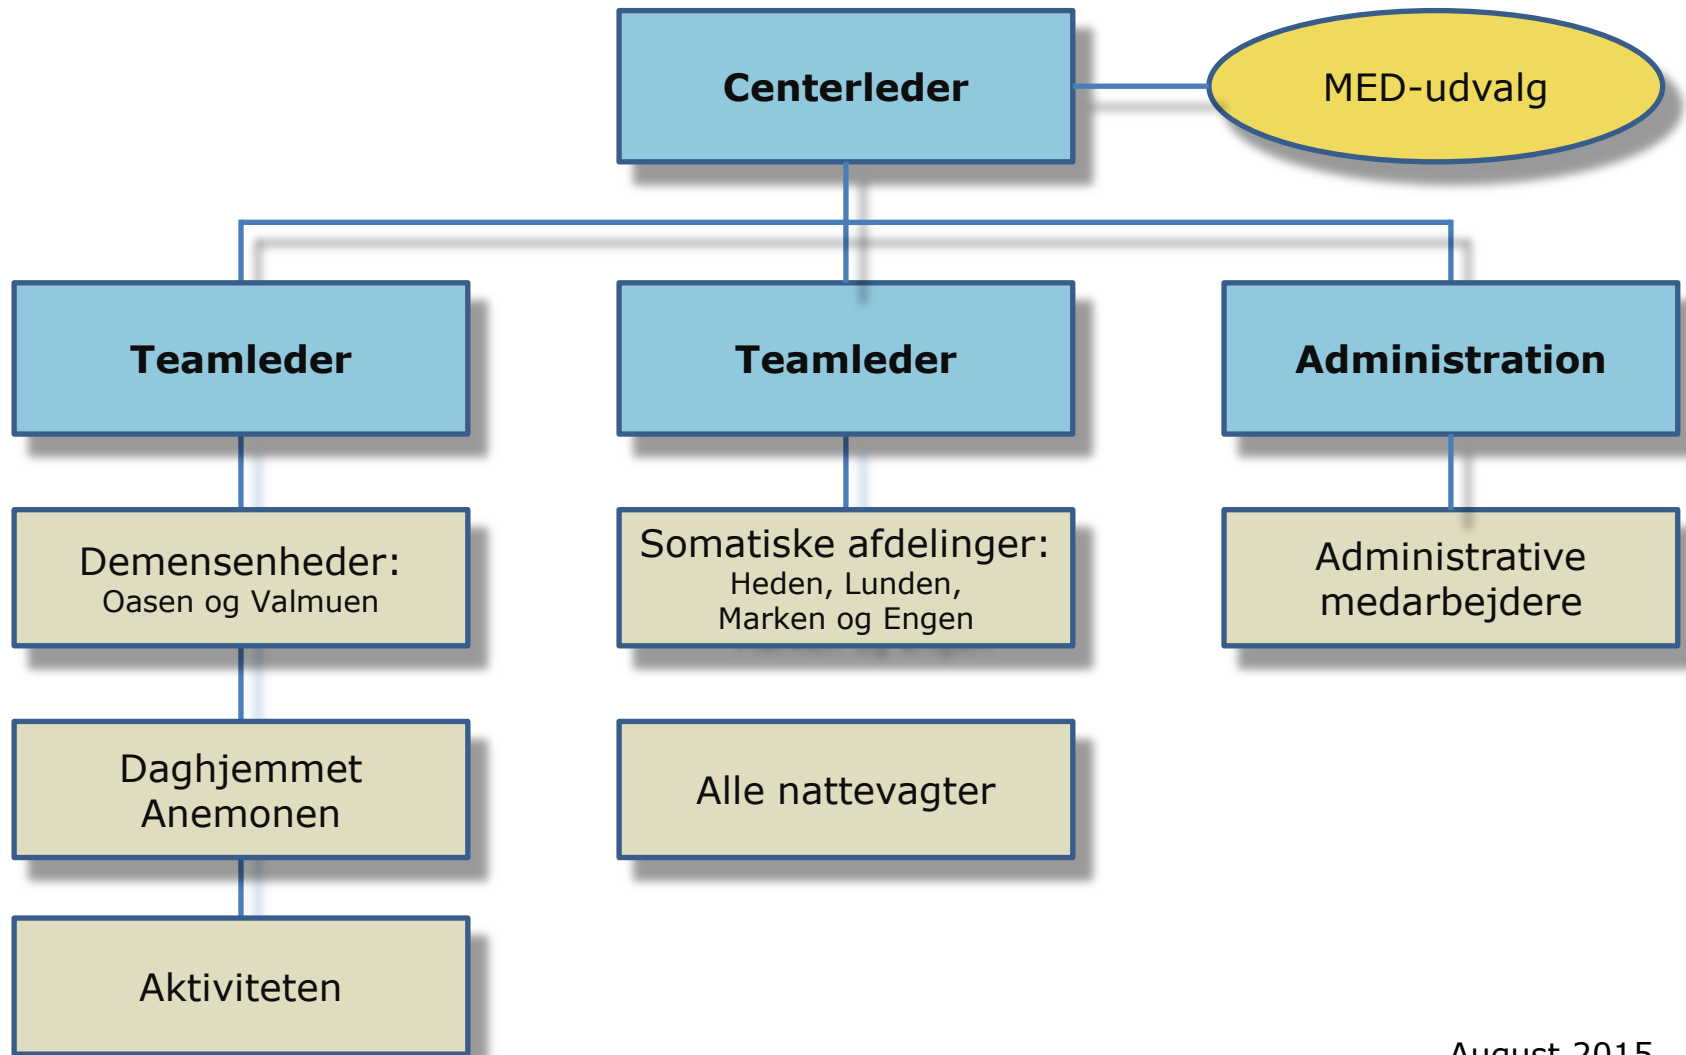 Centerleder
MED-udvalg
Teamleder
Teamleder
Administration
Demensenheder:
Oasen og Valmuen
Somatiske afdelinger:
Heden, Lunden,
Marken og Engen
Administrative
medarbejdere
Daghjemmet
Anemonen
Alle nattevagter
Aktiviteten
August 2015